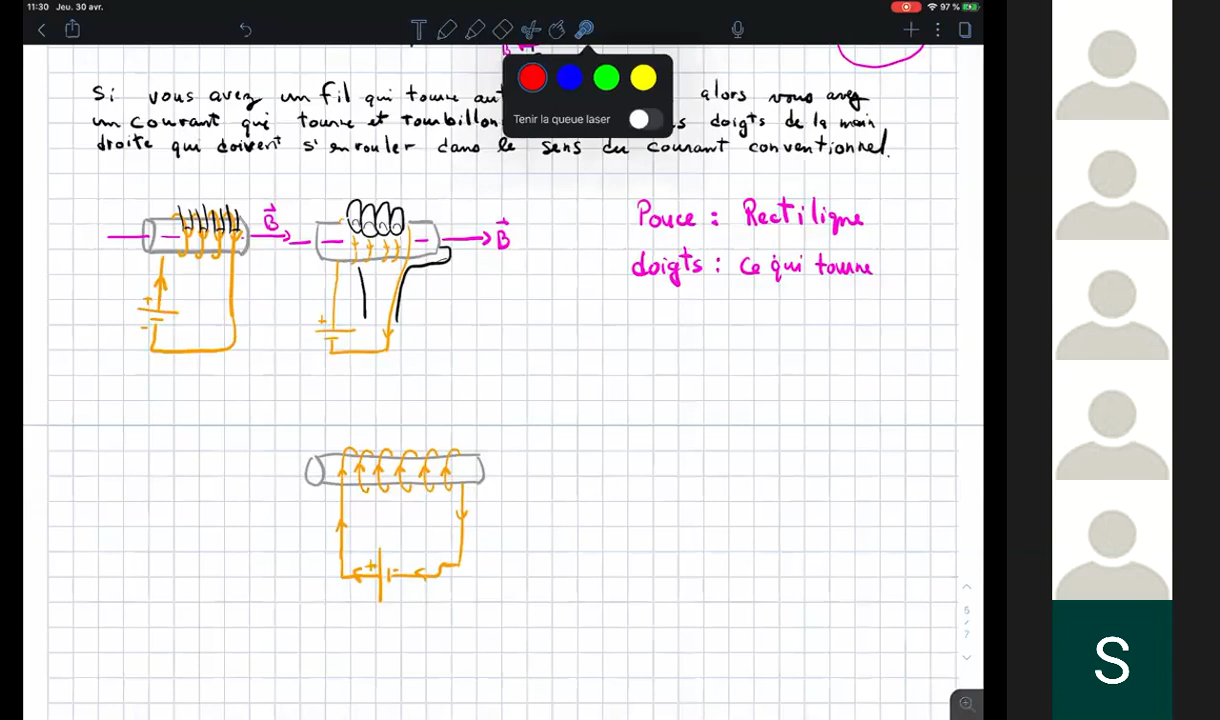 11:30 Jeu. 30 avr.
97 %
T
B
Tenir la queue laser
Si vous avez un fil qui tourne alors vous avez
un courant qui tourne et tourbillon doigts de la main
droite qui doivent s'enrouler dans le sens du courant conventionnel.
B
B
Pouce : Rectiligne
doigts : Ce qui tourne
+
-
+
+
6
/
7
S